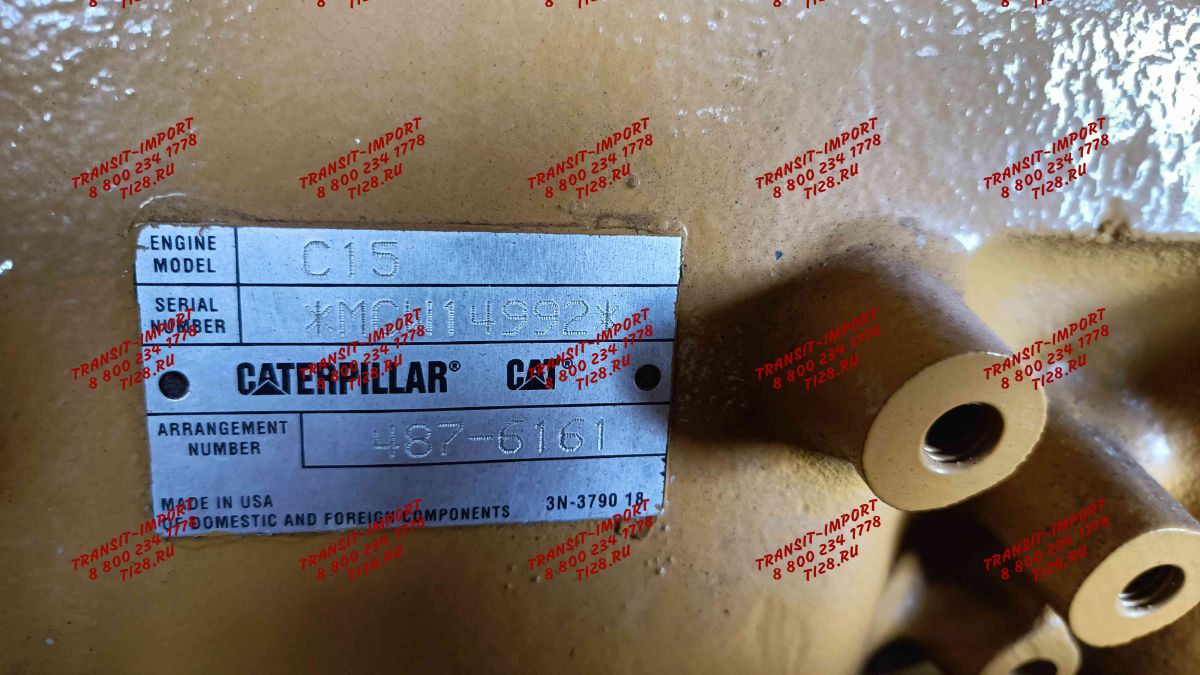 TRANSIT-IMPORT
8 800 234 1778
TI28.RU
ENGINE MODEL C15
SERIAL NUMBER *MCW14992*
CATERPILLAR® CAT®
ARRANGEMENT NUMBER 487-6161
MADE IN USA
OF DOMESTIC AND FOREIGN COMPONENTS 3N-3790 18